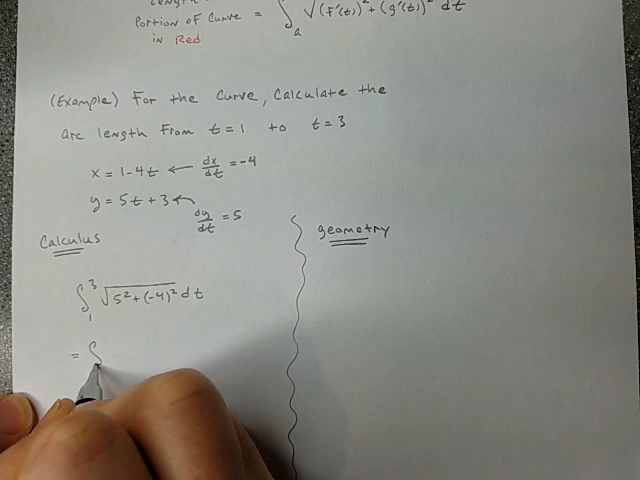 Length
Portion of Curve = ∫a √(f'(t))² + (g'(t))² dt
in Red
(Example) For the Curve, Calculate the
arc length from t=1 to t=3
x = 1-4t ← dx/dt = -4
y = 5t+3 ← dy/dt = 5
Calculus
geometry
∫₁³ √5²+(-4)² dt
= ∫